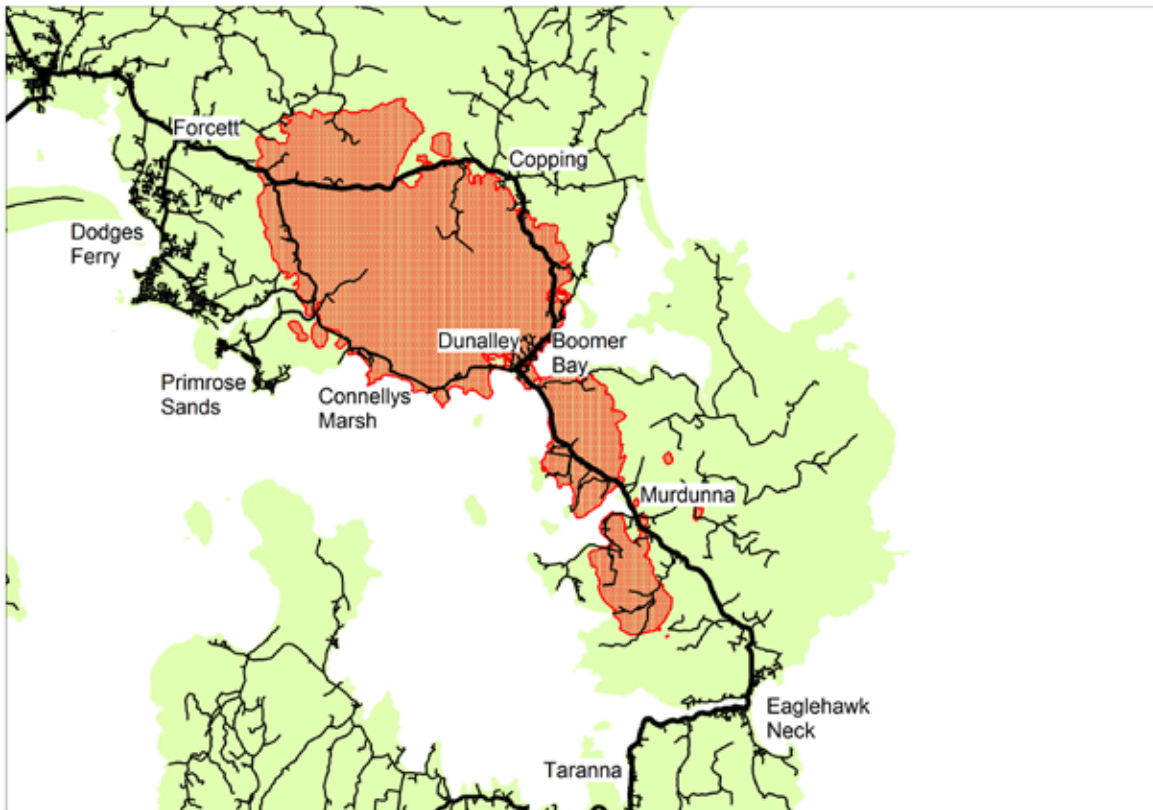 Forcett
Copping
Dodges
Ferry
Dunalley
Boomer
Bay
Primrose
Sands
Connellys
Marsh
Murdunna
Eaglehawk
Neck
Taranna